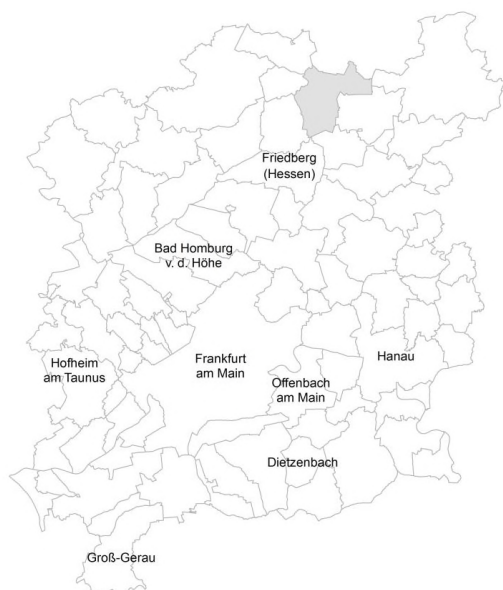 Friedberg
(Hessen)
Bad Homburg
v. d. Höhe
Frankfurt
am Main
Hanau
Hofheim
am Taunus
Offenbach
am Main
Dietzenbach
Groß-Gerau